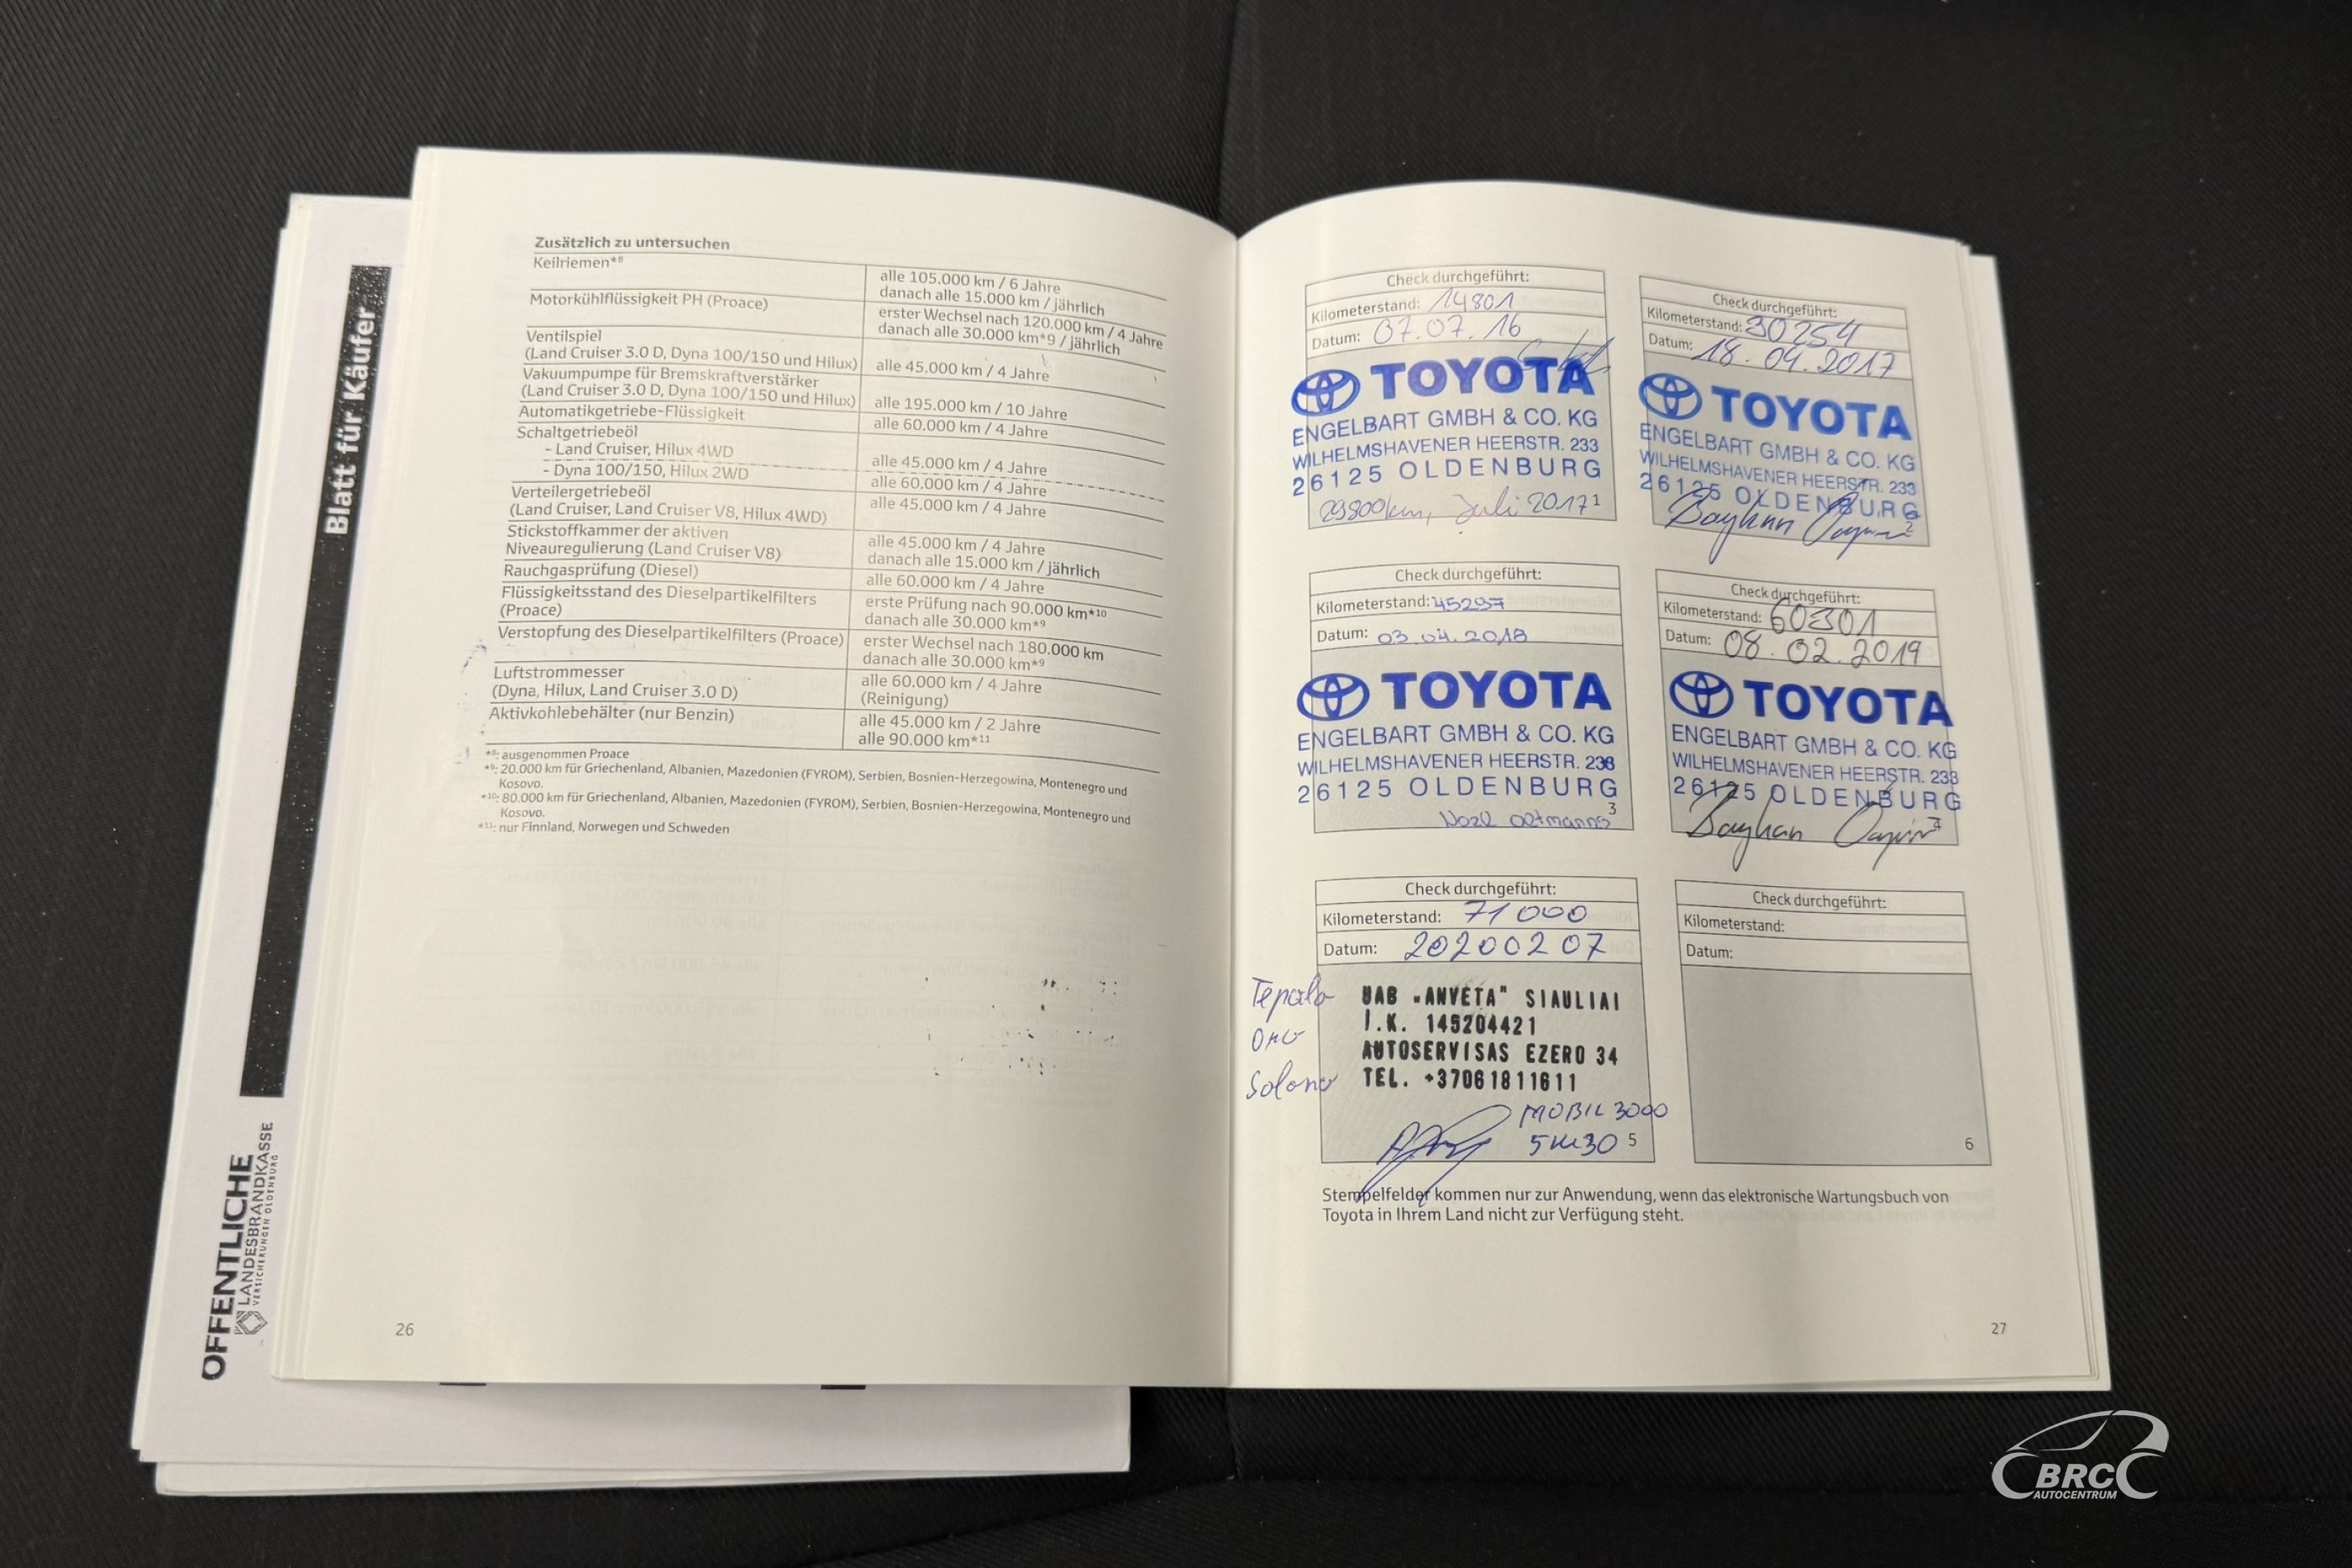 Blatt für Käufer
ÖFFENTLICHE
LANDESBRANDKASSE
VERSICHERUNGEN OLDENBURG
Zusätzlich zu untersuchen
Keilriemen*8
alle 105.000 km / 6 Jahre
danach alle 15.000 km / jährlich
Motorkühlflüssigkeit PH (Proace)
erster Wechsel nach 120.000 km / 4 Jahre
danach alle 30.000 km*9 / jährlich
Ventilspiel
(Land Cruiser 3.0 D, Dyna 100/150 und Hilux)
alle 45.000 km / 4 Jahre
Vakuumpumpe für Bremskraftverstärker
(Land Cruiser 3.0 D, Dyna 100/150 und Hilux)
alle 195.000 km / 10 Jahre
Automatikgetriebe-Flüssigkeit
alle 60.000 km / 4 Jahre
Schaltgetriebeöl
- Land Cruiser, Hilux 4WD
alle 45.000 km / 4 Jahre
- Dyna 100/150, Hilux 2WD
alle 60.000 km / 4 Jahre
Verteilergetriebeöl
(Land Cruiser, Land Cruiser V8, Hilux 4WD)
alle 45.000 km / 4 Jahre
Stickstoffkammer der aktiven
Niveauregulierung (Land Cruiser V8)
alle 45.000 km / 4 Jahre
danach alle 15.000 km / jährlich
Rauchgasprüfung (Diesel)
alle 60.000 km / 4 Jahre
Flüssigkeitsstand des Dieselpartikelfilters
(Proace)
erste Prüfung nach 90.000 km*10
danach alle 30.000 km*9
Verstopfung des Dieselpartikelfilters (Proace)
erster Wechsel nach 180.000 km
danach alle 30.000 km*9
Luftstrommesser
(Dyna, Hilux, Land Cruiser 3.0 D)
alle 60.000 km / 4 Jahre
(Reinigung)
Aktivkohlebehälter (nur Benzin)
alle 45.000 km / 2 Jahre
alle 90.000 km*11
*8: ausgenommen Proace
*9: 20.000 km für Griechenland, Albanien, Mazedonien (FYROM), Serbien, Bosnien-Herzegowina, Montenegro und
Kosovo.
*10: 80.000 km für Griechenland, Albanien, Mazedonien (FYROM), Serbien, Bosnien-Herzegowina, Montenegro und
Kosovo.
*11: nur Finnland, Norwegen und Schweden
26
Check durchgeführt:
Kilometerstand: 14801
Datum: 07.07.16
TOYOTA
ENGELBART GMBH & CO. KG
WILHELMSHAVENER HEERSTR. 233
26125 OLDENBURG
29800km, Juli 2017 1
Check durchgeführt:
Kilometerstand: 30254
Datum: 18.04.2017
TOYOTA
ENGELBART GMBH & CO. KG
WILHELMSHAVENER HEERSTR. 233
26125 OLDENBURG
Bayhan
2
Check durchgeführt:
Kilometerstand: 45297
Datum: 03.04.2018
TOYOTA
ENGELBART GMBH & CO. KG
WILHELMSHAVENER HEERSTR. 233
26125 OLDENBURG
3
Check durchgeführt:
Kilometerstand: 60301
Datum: 08.02.2019
TOYOTA
ENGELBART GMBH & CO. KG
WILHELMSHAVENER HEERSTR. 233
26125 OLDENBURG
Bayhan
4
Check durchgeführt:
Kilometerstand: 71000
Datum: 20200207
Tepalo
Oro
Salono
UAB „ANVETA" SIAULIAI
I.K. 145204421
AUTOSERVISAS EZERO 34
TEL. +37061811611
MOBIL 3000
5W30 5
Check durchgeführt:
Kilometerstand:
Datum:
6
Stempelfelder kommen nur zur Anwendung, wenn das elektronische Wartungsbuch von
Toyota in Ihrem Land nicht zur Verfügung steht.
27
BRC
AUTOCENTRUM